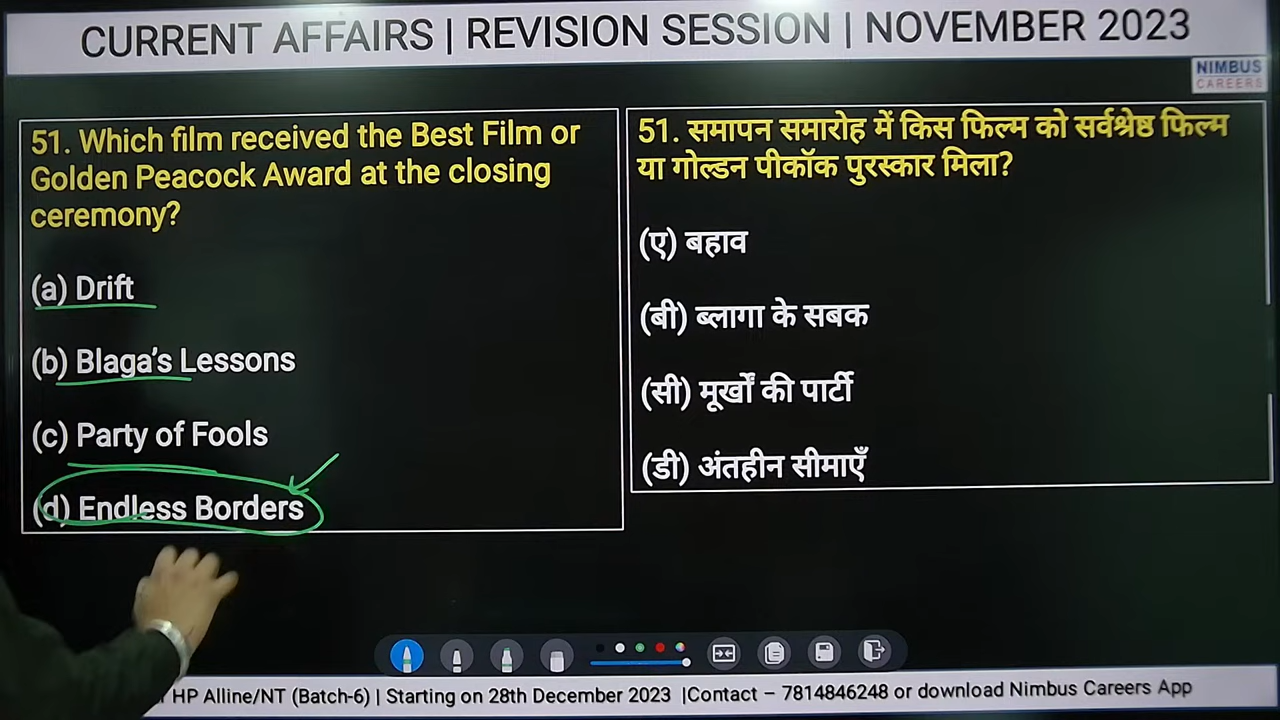 CURRENT AFFAIRS | REVISION SESSION | NOVEMBER 2023
NIMBUS
CAREERS
51. Which film received the Best Film or
Golden Peacock Award at the closing
ceremony?
(a) Drift
(b) Blaga's Lessons
(c) Party of Fools
(d) Endless Borders
51. समापन समारोह में किस फिल्म को सर्वश्रेष्ठ फिल्म
या गोल्डन पीकॉक पुरस्कार मिला?
(ए) बहाव
(बी) ब्लागा के सबक
(सी) मूर्खों की पार्टी
(डी) अंतहीन सीमाएँ
HP Alline/NT (Batch-6) | Starting on 28th December 2023 |Contact – 7814846248 or download Nimbus Careers App